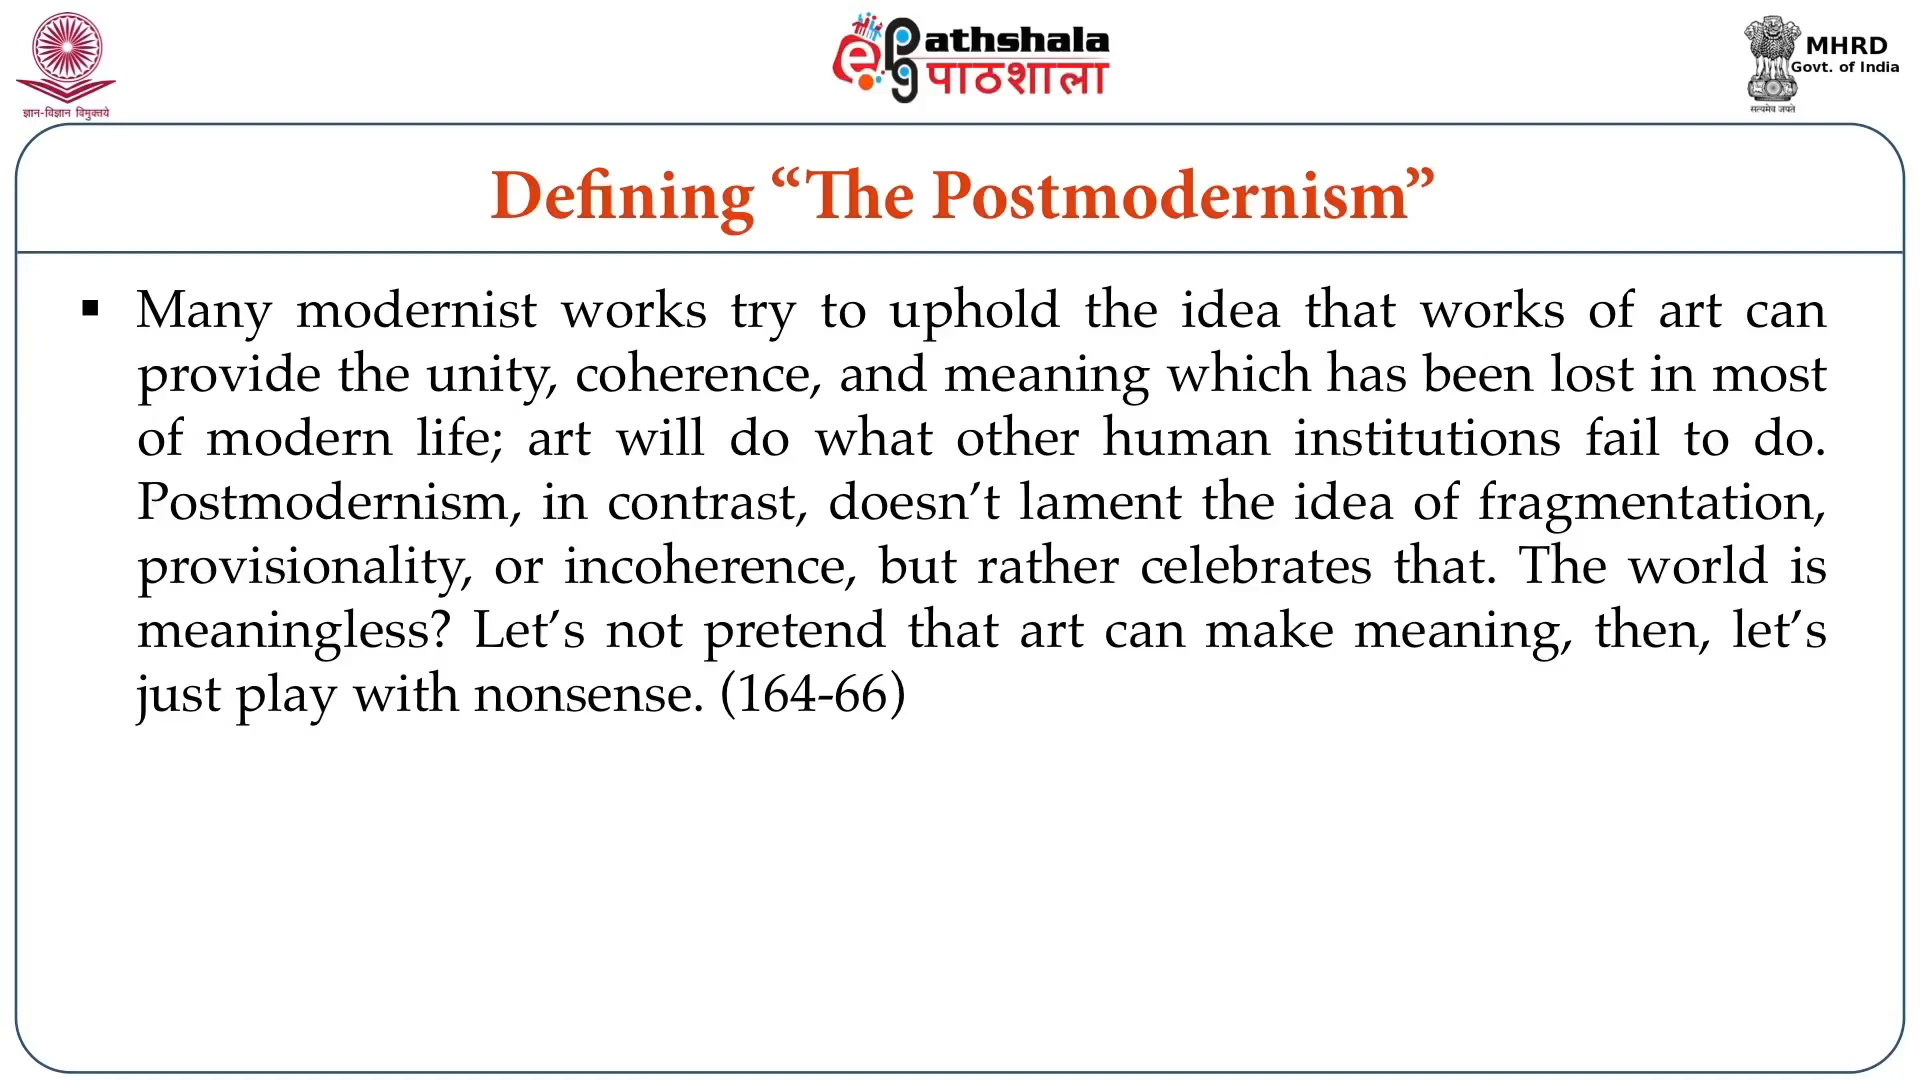 ज्ञान-विज्ञान विमुक्तये
ePG Pathshala
पाठशाला
MHRD
Govt. of India
सत्यमेव जयते
Defining “The Postmodernism”
▪ Many modernist works try to uphold the idea that works of art can
provide the unity, coherence, and meaning which has been lost in most
of modern life; art will do what other human institutions fail to do.
Postmodernism, in contrast, doesn’t lament the idea of fragmentation,
provisionality, or incoherence, but rather celebrates that. The world is
meaningless? Let’s not pretend that art can make meaning, then, let’s
just play with nonsense. (164-66)